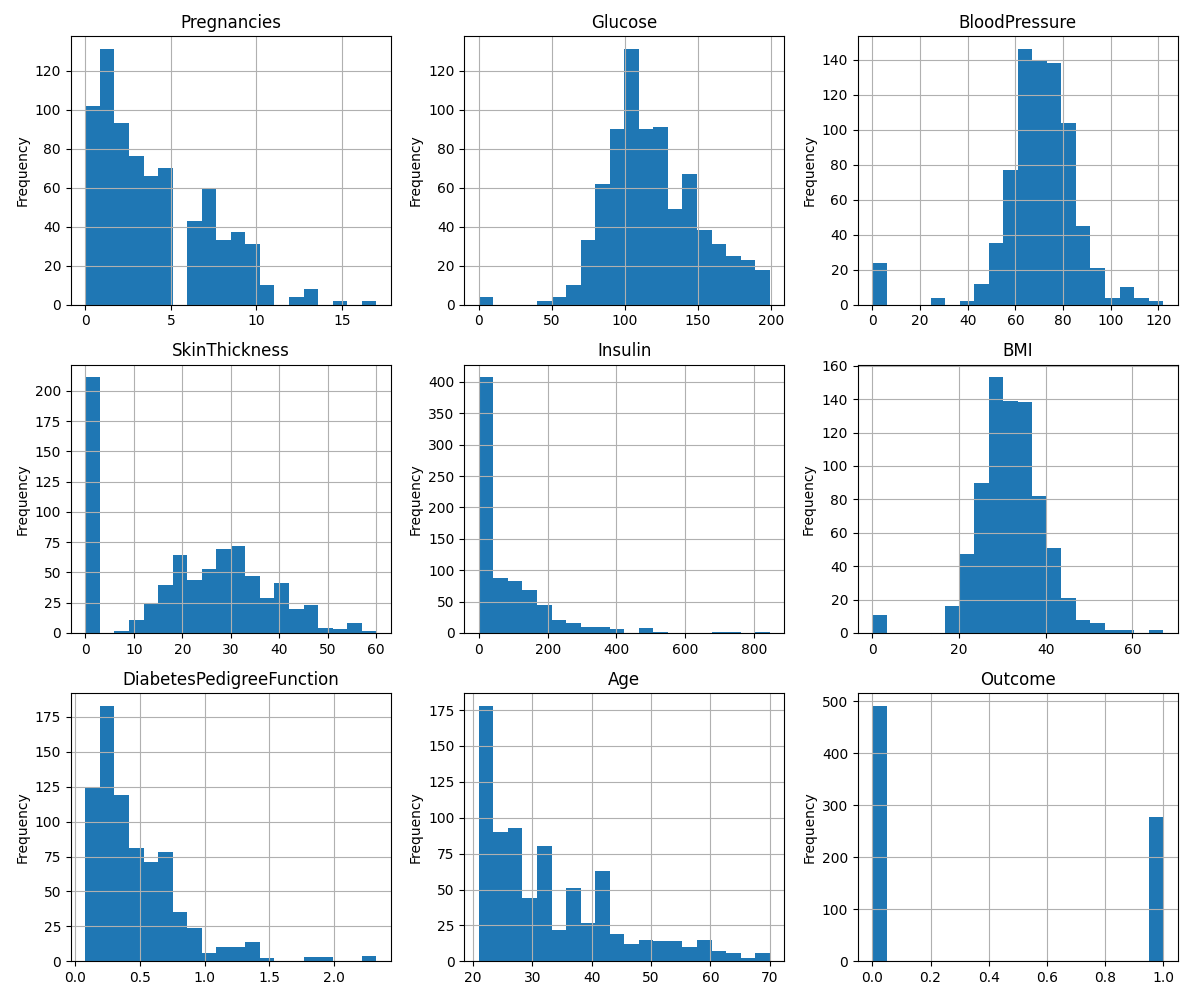 Pregnancies
Frequency
120
100
80
60
40
20
0
0 5 10 15
Glucose
Frequency
120
100
80
60
40
20
0
0 50 100 150 200
BloodPressure
Frequency
140
120
100
80
60
40
20
0
0 20 40 60 80 100 120
SkinThickness
Frequency
200
175
150
125
100
75
50
25
0
0 10 20 30 40 50 60
Insulin
Frequency
400
350
300
250
200
150
100
50
0
0 200 400 600 800
BMI
Frequency
160
140
120
100
80
60
40
20
0
0 20 40 60
DiabetesPedigreeFunction
Frequency
175
150
125
100
75
50
25
0
0.0 0.5 1.0 1.5 2.0
Age
Frequency
175
150
125
100
75
50
25
0
20 30 40 50 60 70
Outcome
Frequency
500
400
300
200
100
0
0.0 0.2 0.4 0.6 0.8 1.0